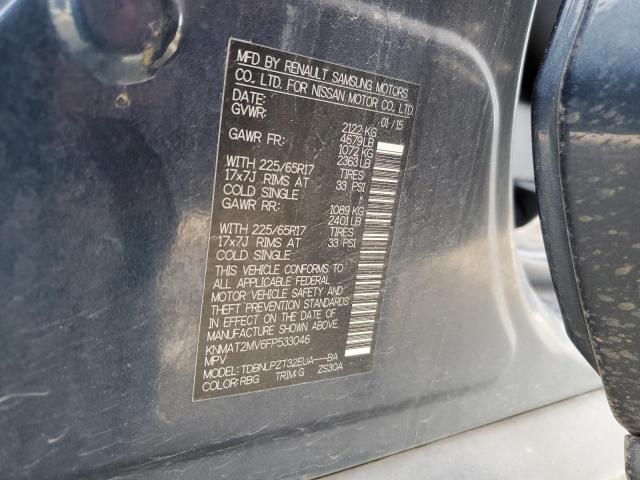 MFD BY RENAULT SAMSUNG MOTORS
CO., LTD. FOR NISSAN MOTOR CO., LTD.
DATE: 01/15
GVWR: 2122 KG
4679 LB
GAWR FR: 1072 KG
2363 LB
WITH 225/65R17 TIRES
17x7J RIMS AT 33 PSI
COLD SINGLE
GAWR RR: 1089 KG
2401 LB
WITH 225/65R17 TIRES
17x7J RIMS AT 33 PSI
COLD SINGLE
THIS VEHICLE CONFORMS TO
ALL APPLICABLE FEDERAL
MOTOR VEHICLE SAFETY AND
THEFT PREVENTION STANDARDS
IN EFFECT ON THE DATE OF
MANUFACTURE SHOWN ABOVE.
KNMAT2MV6FP533046
MPV
MODEL: TDBNLPZT32EUA---BA
COLOR: RBG TRIM: G ZS30A